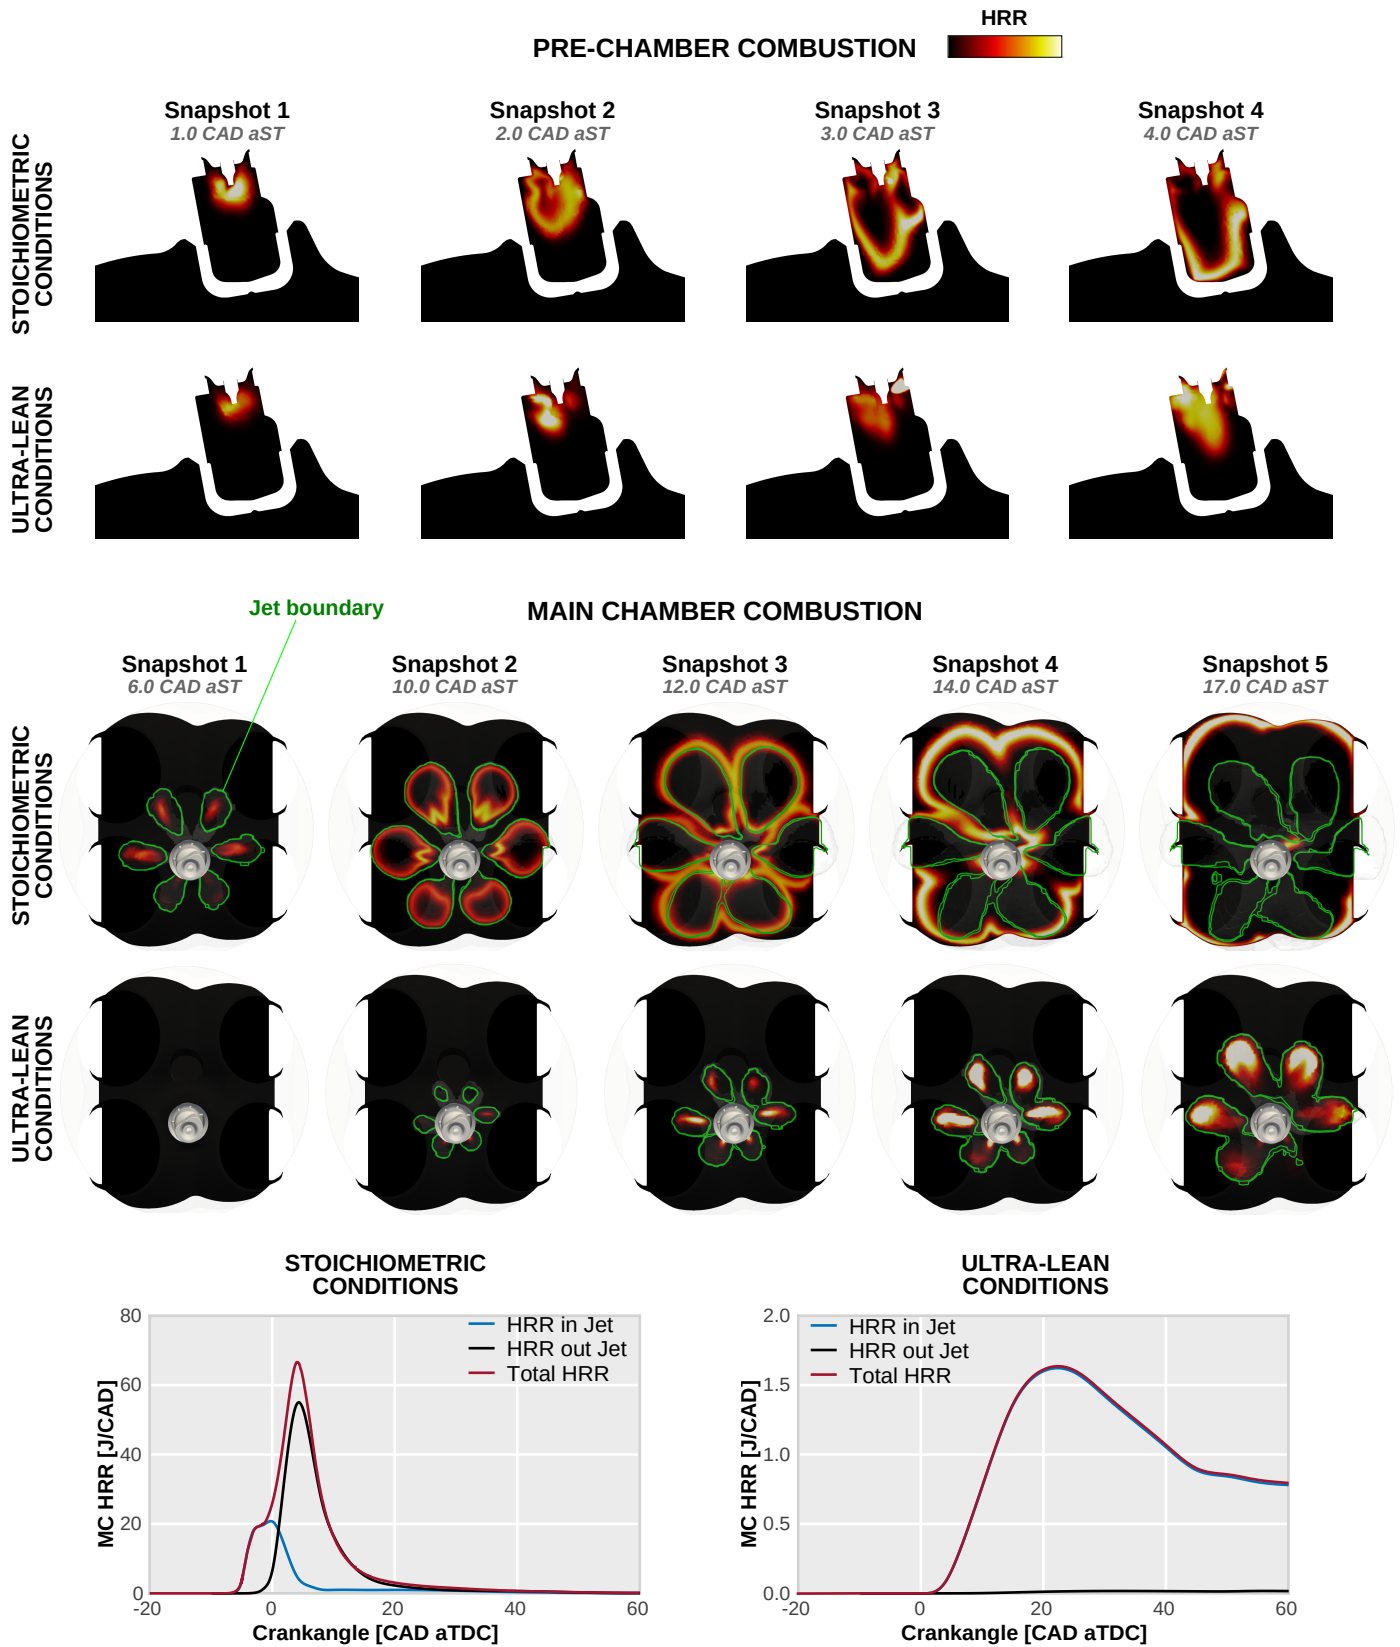 HRR
PRE-CHAMBER COMBUSTION
Snapshot 1
Snapshot 2
Snapshot 3
Snapshot 4
1.0 CAD aST
2.0 CAD aST
3.0 CAD aST
4.0 CAD aST
STOICHIOMETRIC
CONDITIONS
ULTRA-LEAN
CONDITIONS
Jet boundary
MAIN CHAMBER COMBUSTION
Snapshot 1
Snapshot 2
Snapshot 3
Snapshot 4
Snapshot 5
6.0 CAD aST
10.0 CAD aST
12.0 CAD aST
14.0 CAD aST
17.0 CAD aST
STOICHIOMETRIC
CONDITIONS
ULTRA-LEAN
CONDITIONS
STOICHIOMETRIC
CONDITIONS
80
60
40
20
0
MC HRR [J/CAD]
HRR in Jet
HRR out Jet
Total HRR
-20
0
20
40
60
Crankangle [CAD aTDC]
ULTRA-LEAN
CONDITIONS
2.0
1.5
1.0
0.5
0.0
MC HRR [J/CAD]
HRR in Jet
HRR out Jet
Total HRR
-20
0
20
40
60
Crankangle [CAD aTDC]